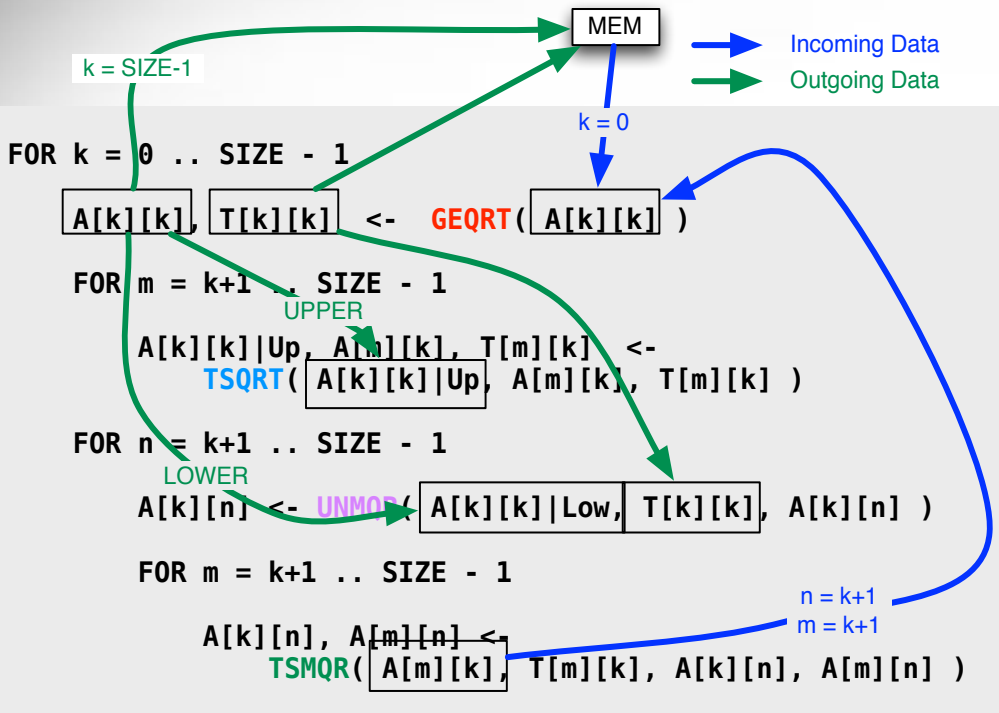 MEM
Incoming Data
k = SIZE-1
Outgoing Data
k = 0
FOR k = 0 .. SIZE - 1
A[k][k], T[k][k] <- GEQRT( A[k][k] )
FOR m = k+1 .. SIZE - 1
UPPER
A[k][k]|Up, A[m][k], T[m][k] <-
TSQRT( A[k][k]|Up, A[m][k], T[m][k] )
FOR n = k+1 .. SIZE - 1
LOWER
A[k][n] <- UNMQR( A[k][k]|Low, T[k][k], A[k][n] )
FOR m = k+1 .. SIZE - 1
n = k+1
m = k+1
A[k][n], A[m][n] <-
TSMQR( A[m][k], T[m][k], A[k][n], A[m][n] )